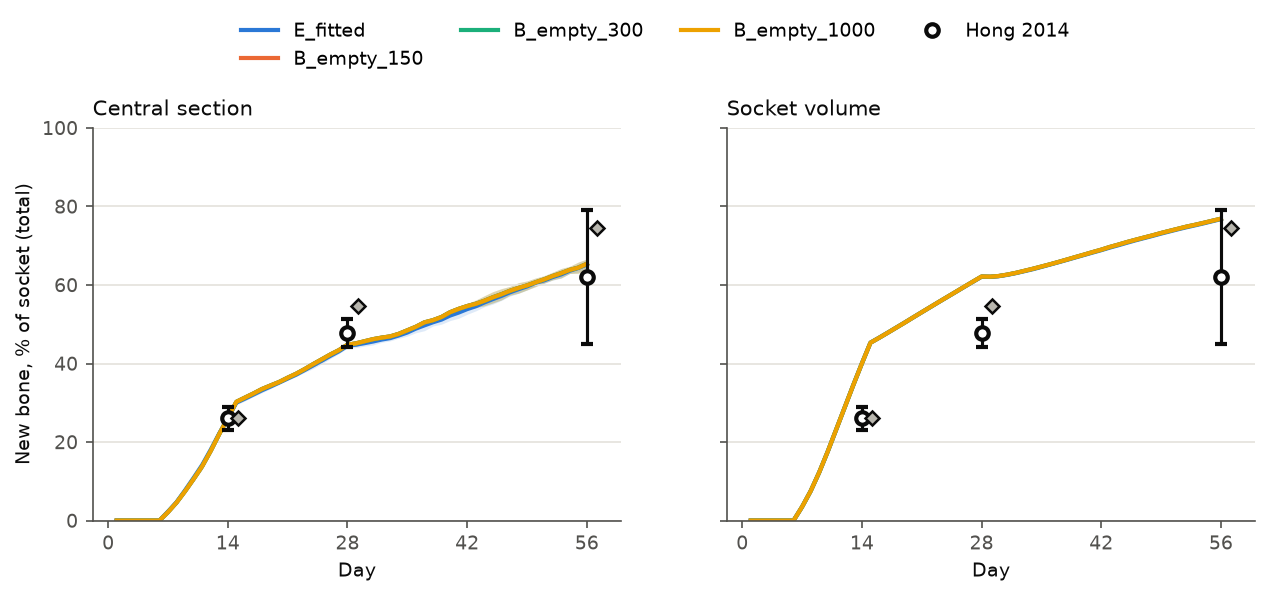 E_fitted
B_empty_300
B_empty_1000
Hong 2014
B_empty_150
Central section
Socket volume
New bone, % of socket (total)
100
80
60
40
20
0
0 14 28 42 56
0 14 28 42 56
Day
Day